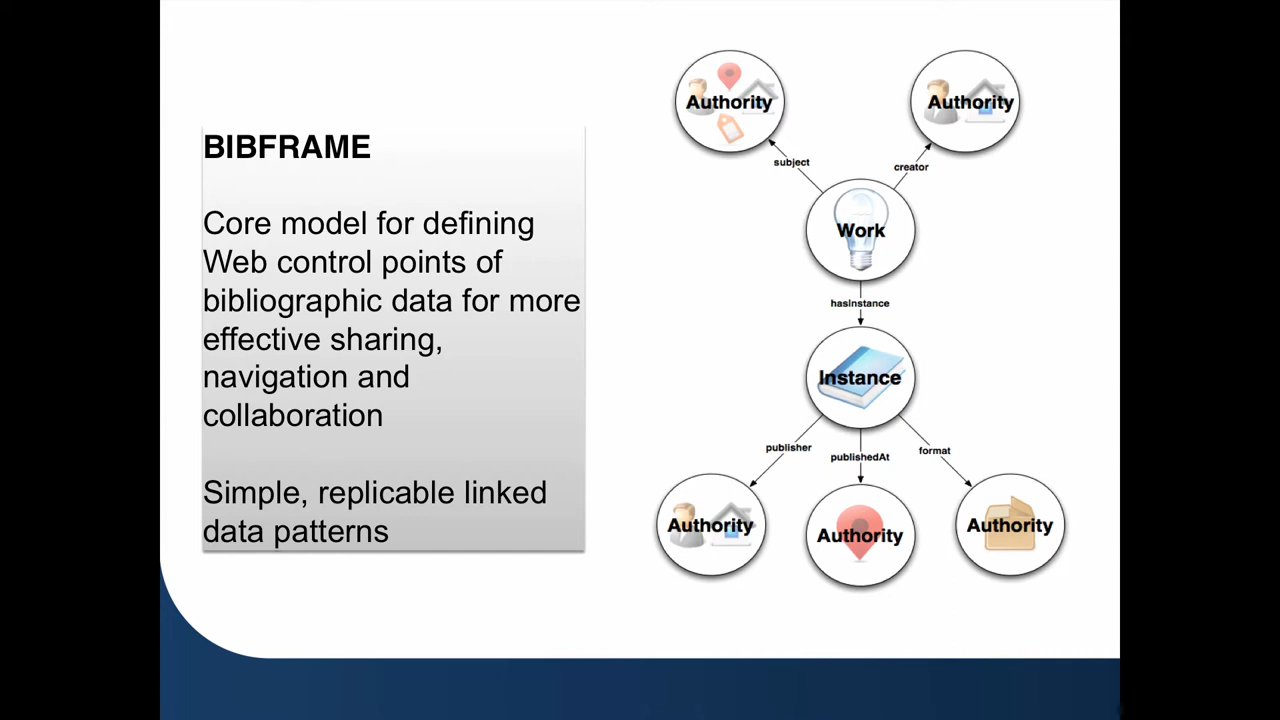 BIBFRAME
Core model for defining
Web control points of
bibliographic data for more
effective sharing,
navigation and
collaboration
Simple, replicable linked
data patterns
Authority
Authority
subject
creator
Work
hasInstance
Instance
publisher
publishedAt
format
Authority
Authority
Authority